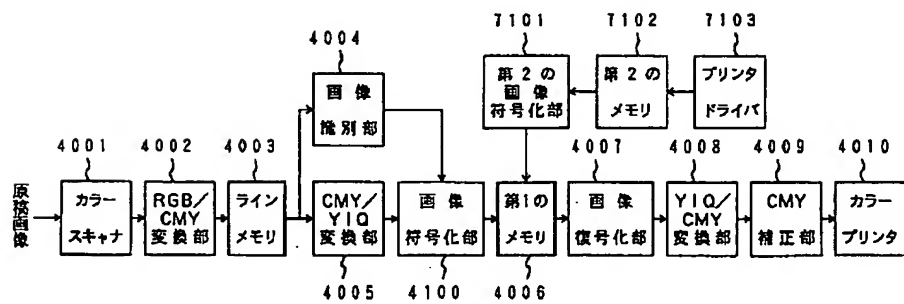 7101
7102
7103
4004
第2の
画像
符号化部
第2の
メモリ
プリンタ
ドライバ
画像
識別部
4001
4002
4003
4007
4008
4009
4010
原稿画像
カラー
スキャナ
RGB/
CMY
変換部
ライン
メモリ
CMY/
YIQ
変換部
画像
符号化部
第1の
メモリ
画像
復号化部
YIQ/
CMY
変換部
CMY
補正部
カラー
プリンタ
4005
4100
4006